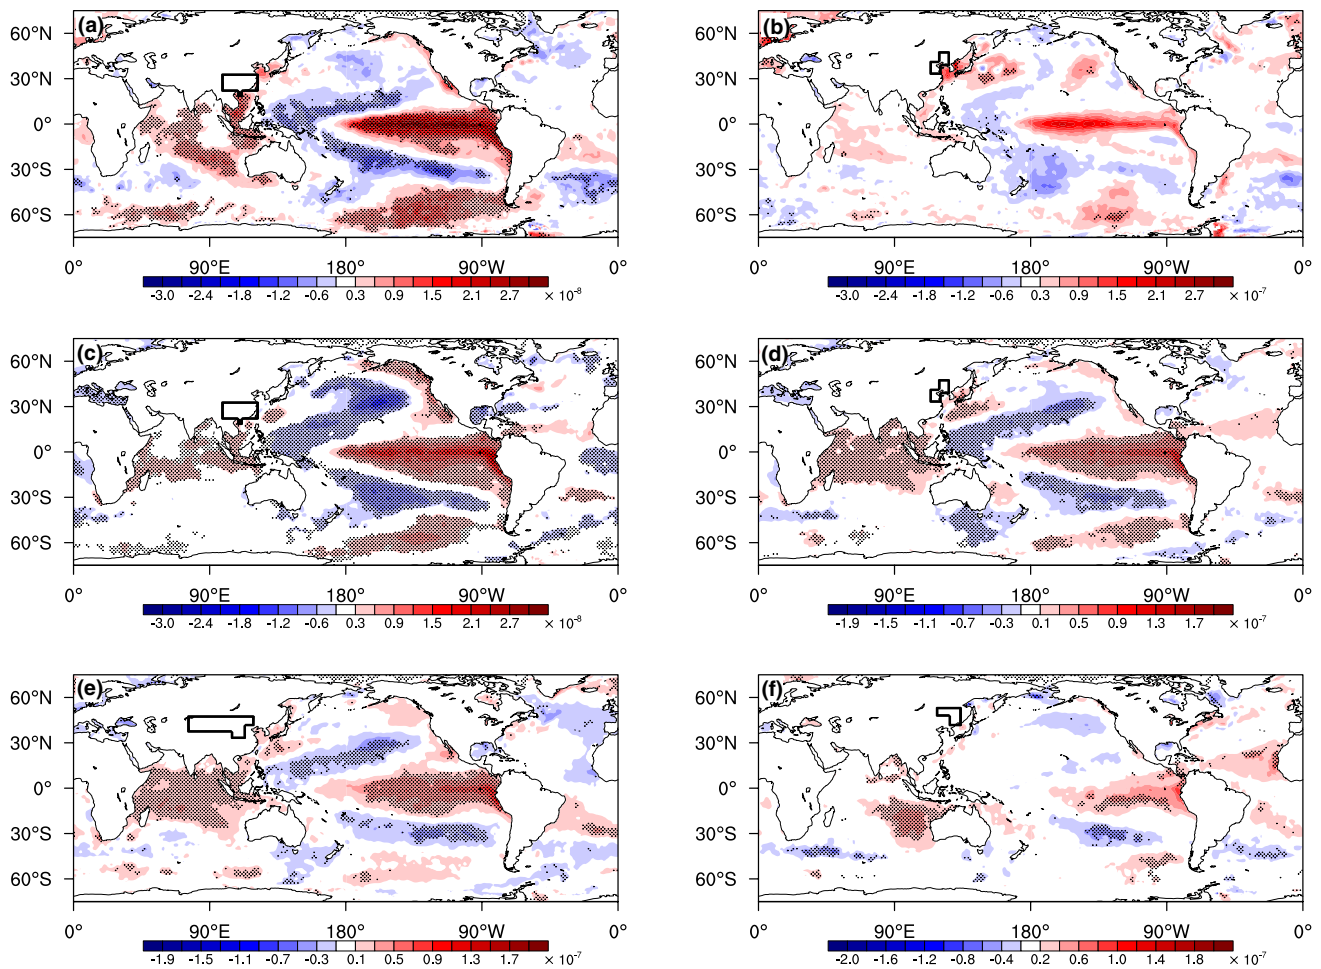 (a) (b)
60°N 60°N
30°N 30°N
0° 0°
30°S 30°S
60°S 60°S
0° 90°E 180° 90°W 0° 0° 90°E 180° 90°W 0°
-3.0 -2.4 -1.8 -1.2 -0.6 0.3 0.9 1.5 2.1 2.7 × 10⁻⁸ -3.0 -2.4 -1.8 -1.2 -0.6 0.3 0.9 1.5 2.1 2.7 × 10⁻⁷
(c) (d)
60°N 60°N
30°N 30°N
0° 0°
30°S 30°S
60°S 60°S
0° 90°E 180° 90°W 0° 0° 90°E 180° 90°W 0°
-3.0 -2.4 -1.8 -1.2 -0.6 0.3 0.9 1.5 2.1 2.7 × 10⁻⁸ -1.9 -1.5 -1.1 -0.7 -0.3 0.1 0.5 0.9 1.3 1.7 × 10⁻⁷
(e) (f)
60°N 60°N
30°N 30°N
0° 0°
30°S 30°S
60°S 60°S
0° 90°E 180° 90°W 0° 0° 90°E 180° 90°W 0°
-1.9 -1.5 -1.1 -0.7 -0.3 0.1 0.5 0.9 1.3 1.7 × 10⁻⁷ -2.0 -1.6 -1.2 -0.8 -0.4 0.2 0.6 1.0 1.4 1.8 × 10⁻⁷